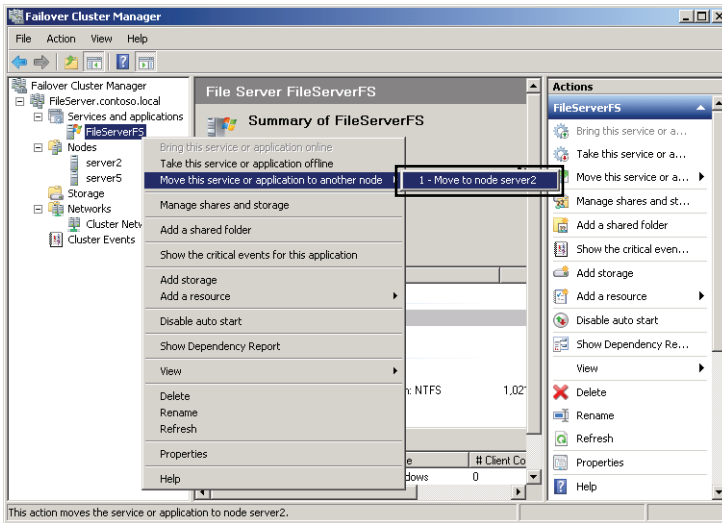 Failover Cluster Manager
File Action View Help
Failover Cluster Manager
FileServer.contoso.local
Services and applications
FileServerFS
Nodes
server2
server5
Storage
Networks
Cluster Netw
Cluster Events
File Server FileServerFS
Summary of FileServerFS
Bring this service or application online
Take this service or application offline
Move this service or application to another node
1 - Move to node server2
Manage shares and storage
Add a shared folder
Show the critical events for this application
Add storage
Add a resource
Disable auto start
Show Dependency Report
View
Delete
Rename
Refresh
Properties
Help
: NTFS 1,02
# Client Co
dows 0
Actions
FileServerFS
Bring this service or a...
Take this service or a...
Move this service or a...
Manage shares and st...
Add a shared folder
Show the critical even...
Add storage
Add a resource
Disable auto start
Show Dependency Re...
View
Delete
Rename
Refresh
Properties
Help
This action moves the service or application to node server2.